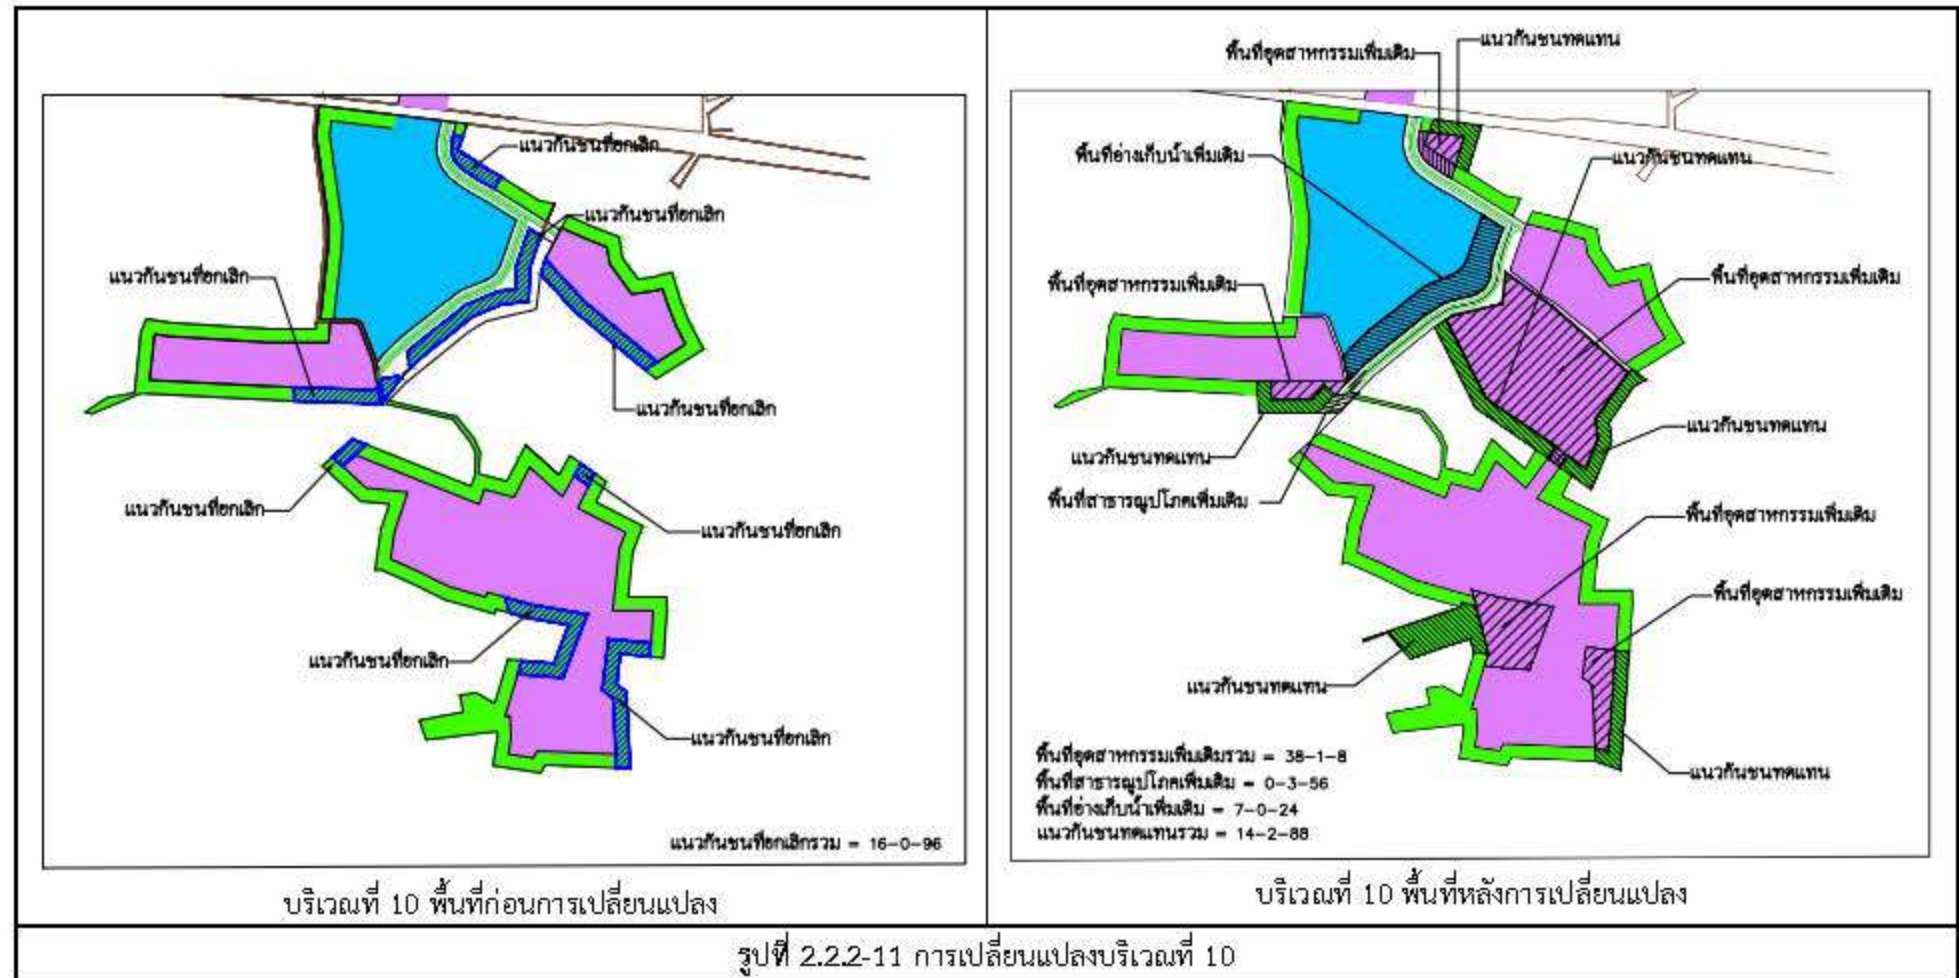 แนวกันชนที่ยกเลิก
แนวกันชนที่ยกเลิก
แนวกันชนที่ยกเลิก
แนวกันชนที่ยกเลิก
แนวกันชนที่ยกเลิก
แนวกันชนที่ยกเลิก
แนวกันชนที่ยกเลิก
แนวกันชนที่ยกเลิก
แนวกันชนที่ยกเลิกรวม = 16-0-96
บริเวณที่ 10 พื้นที่ก่อนการเปลี่ยนแปลง
แนวกันชนทดแทน
พื้นที่อุตสาหกรรมเพิ่มเติม
พื้นที่อ่างเก็บน้ำเพิ่มเติม
แนวกันชนทดแทน
พื้นที่อุตสาหกรรมเพิ่มเติม
พื้นที่อุตสาหกรรมเพิ่มเติม
แนวกันชนทดแทน
แนวกันชนทดแทน
พื้นที่สาธารณูปโภคเพิ่มเติม
พื้นที่อุตสาหกรรมเพิ่มเติม
พื้นที่อุตสาหกรรมเพิ่มเติม
แนวกันชนทดแทน
แนวกันชนทดแทน
พื้นที่อุตสาหกรรมเพิ่มเติมรวม = 38-1-8
พื้นที่สาธารณูปโภคเพิ่มเติม = 0-3-56
พื้นที่อ่างเก็บน้ำเพิ่มเติม = 7-0-24
แนวกันชนทดแทนรวม = 14-2-88
บริเวณที่ 10 พื้นที่หลังการเปลี่ยนแปลง
รูปที่ 2.2.2-11 การเปลี่ยนแปลงบริเวณที่ 10